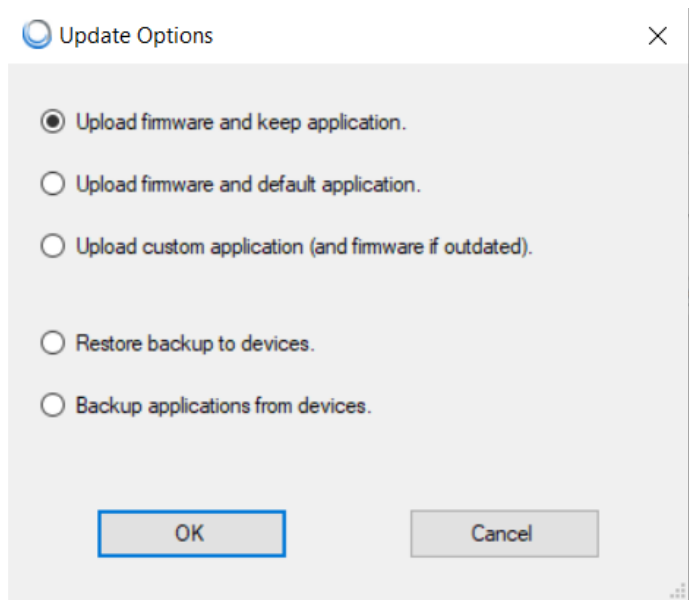 Update Options
Upload firmware and keep application.
Upload firmware and default application.
Upload custom application (and firmware if outdated).
Restore backup to devices.
Backup applications from devices.
OK
Cancel